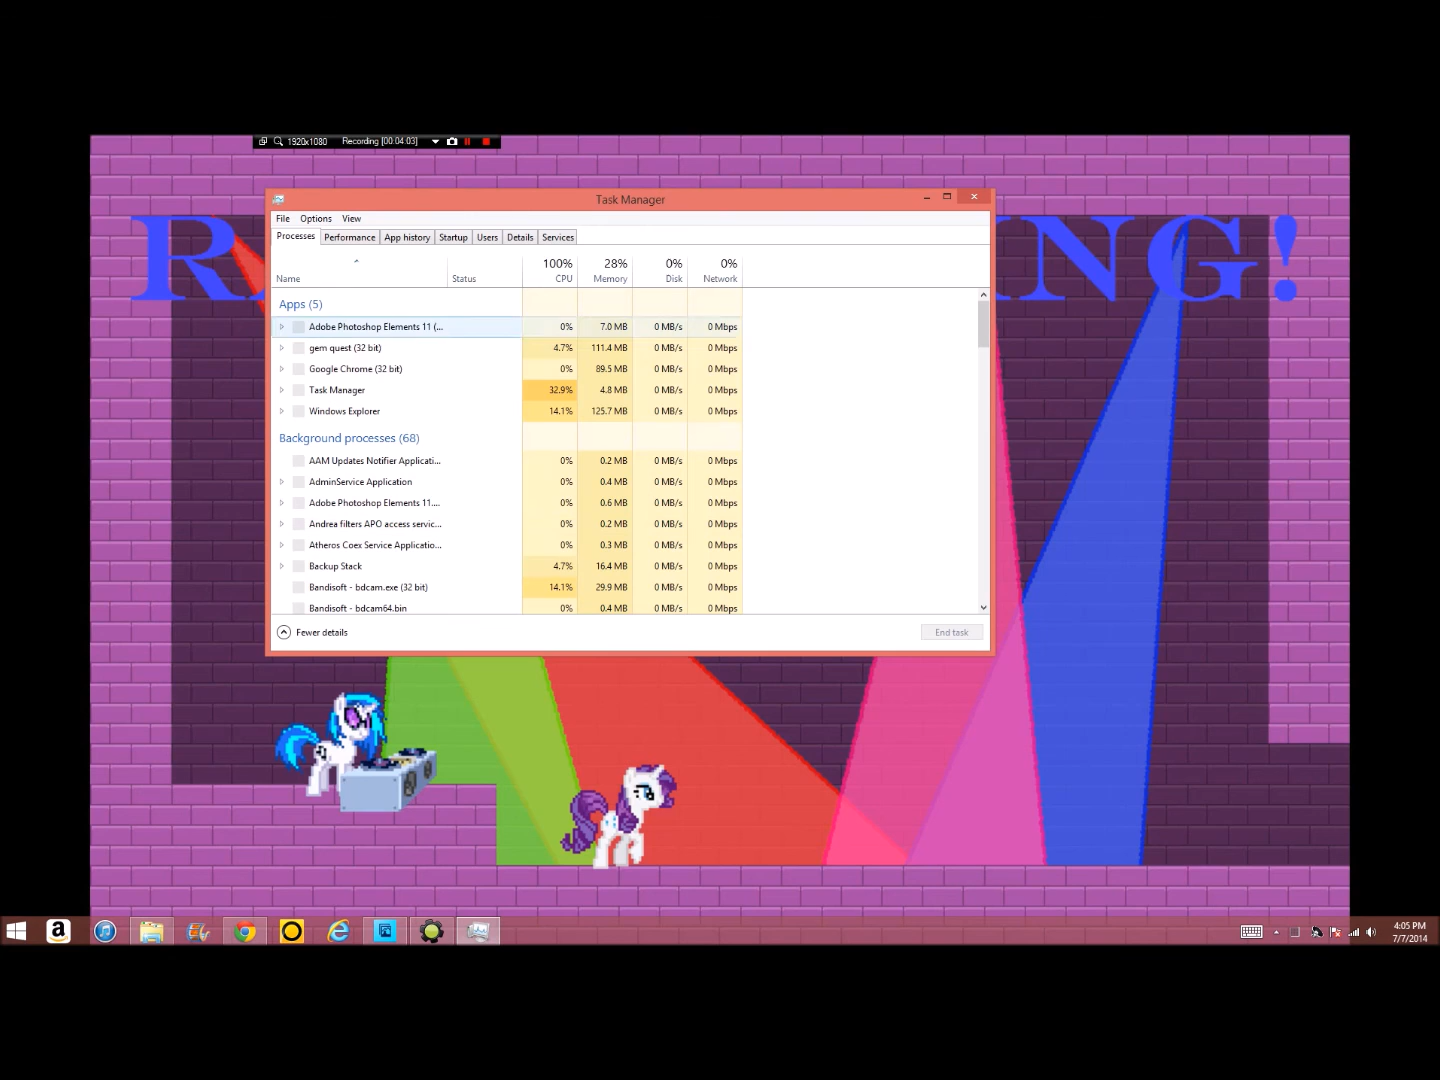 1920x1080 Recording [00:04:03]
Task Manager
File Options View
Processes Performance App history Startup Users Details Services
100% 28% 0% 0%
Name Status CPU Memory Disk Network
Apps (5)
Adobe Photoshop Elements 11 (... 0% 7.0 MB 0 MB/s 0 Mbps
gem quest (32 bit) 4.7% 111.4 MB 0 MB/s 0 Mbps
Google Chrome (32 bit) 0% 89.5 MB 0 MB/s 0 Mbps
Task Manager 32.9% 4.8 MB 0 MB/s 0 Mbps
Windows Explorer 14.1% 125.7 MB 0 MB/s 0 Mbps
Background processes (68)
AAM Updates Notifier Applicati... 0% 0.2 MB 0 MB/s 0 Mbps
AdminService Application 0% 0.4 MB 0 MB/s 0 Mbps
Adobe Photoshop Elements 11.... 0% 0.6 MB 0 MB/s 0 Mbps
Andrea filters APO access servic... 0% 0.2 MB 0 MB/s 0 Mbps
Atheros Coex Service Applicatio... 0% 0.3 MB 0 MB/s 0 Mbps
Backup Stack 4.7% 16.4 MB 0 MB/s 0 Mbps
Bandisoft - bdcam.exe (32 bit) 14.1% 29.9 MB 0 MB/s 0 Mbps
Bandisoft - bdcam64.bin 0% 0.4 MB 0 MB/s 0 Mbps
Fewer details End task
4:05 PM
7/7/2014